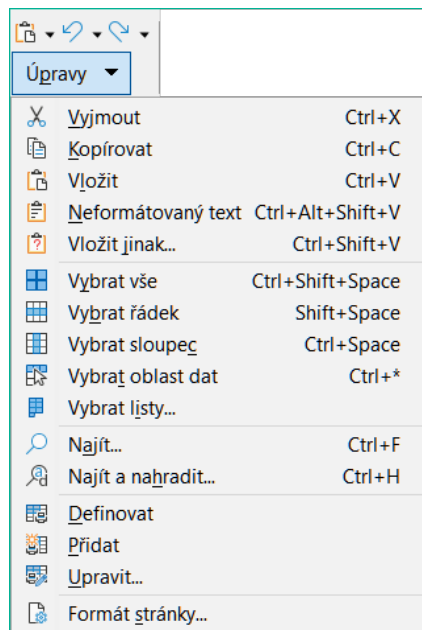 Úpravy
Vyjmout Ctrl+X
Kopírovat Ctrl+C
Vložit Ctrl+V
Neformátovaný text Ctrl+Alt+Shift+V
Vložit jinak... Ctrl+Shift+V
Vybrat vše Ctrl+Shift+Space
Vybrat řádek Shift+Space
Vybrat sloupec Ctrl+Space
Vybrat oblast dat Ctrl+*
Vybrat listy...
Najít... Ctrl+F
Najít a nahradit... Ctrl+H
Definovat
Přidat
Upravit...
Formát stránky...